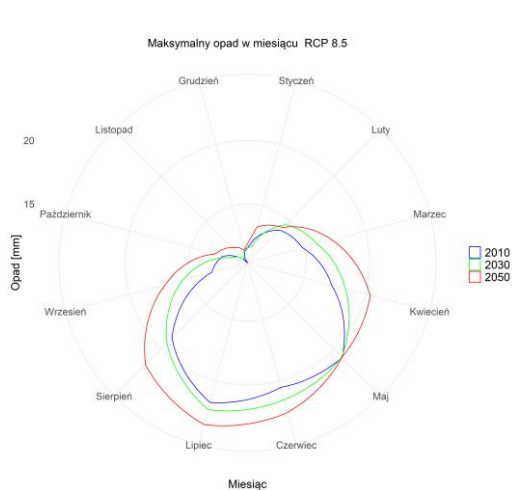 Maksymalny opad w miesiącu RCP 8.5
Grudzień
Styczeń
Listopad
Luty
20
15
Październik
Marzec
Opad [mm]
2010
2030
2050
Wrzesień
Kwiecień
Sierpień
Maj
Lipiec
Czerwiec
Miesiąc